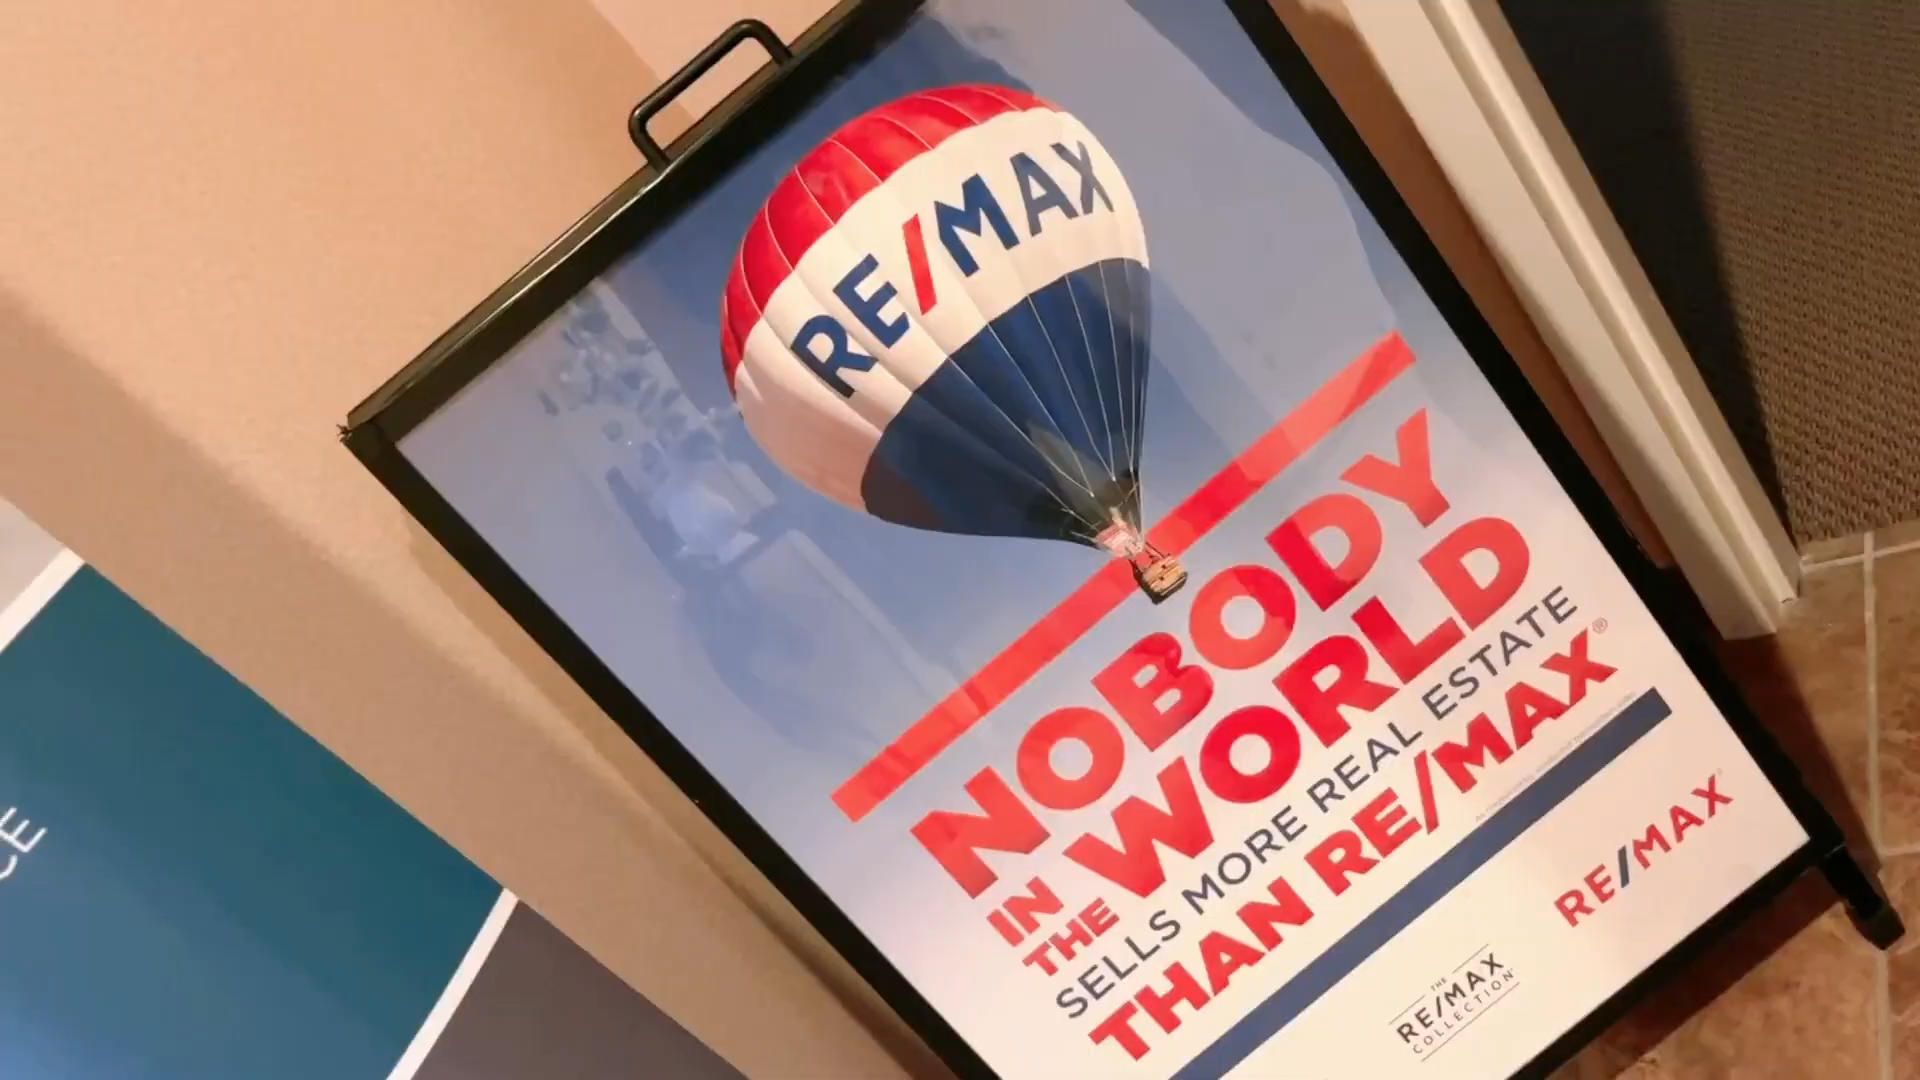 RE/MAX
NOBODY
IN THE WORLD
SELLS MORE REAL ESTATE
THAN RE/MAX®
RE/MAX
THE
RE/MAX
COLLECTION
CE